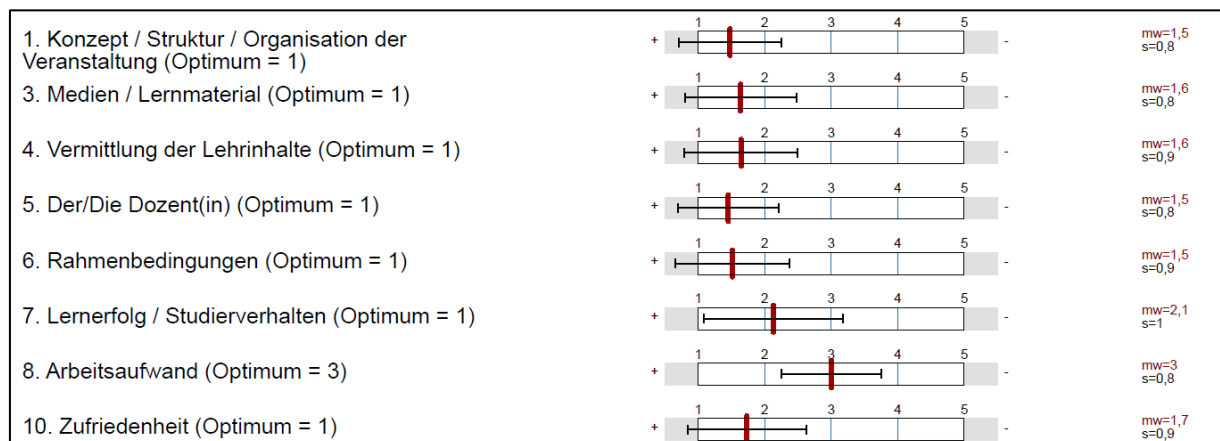 1. Konzept / Struktur / Organisation der
Veranstaltung (Optimum = 1)
+ 1 2 3 4 5 -
mw=1,5
s=0,8
3. Medien / Lernmaterial (Optimum = 1)
+ 1 2 3 4 5 -
mw=1,6
s=0,8
4. Vermittlung der Lehrinhalte (Optimum = 1)
+ 1 2 3 4 5 -
mw=1,6
s=0,9
5. Der/Die Dozent(in) (Optimum = 1)
+ 1 2 3 4 5 -
mw=1,5
s=0,8
6. Rahmenbedingungen (Optimum = 1)
+ 1 2 3 4 5 -
mw=1,5
s=0,9
7. Lernerfolg / Studierverhalten (Optimum = 1)
+ 1 2 3 4 5 -
mw=2,1
s=1
8. Arbeitsaufwand (Optimum = 3)
+ 1 2 3 4 5 -
mw=3
s=0,8
10. Zufriedenheit (Optimum = 1)
+ 1 2 3 4 5 -
mw=1,7
s=0,9